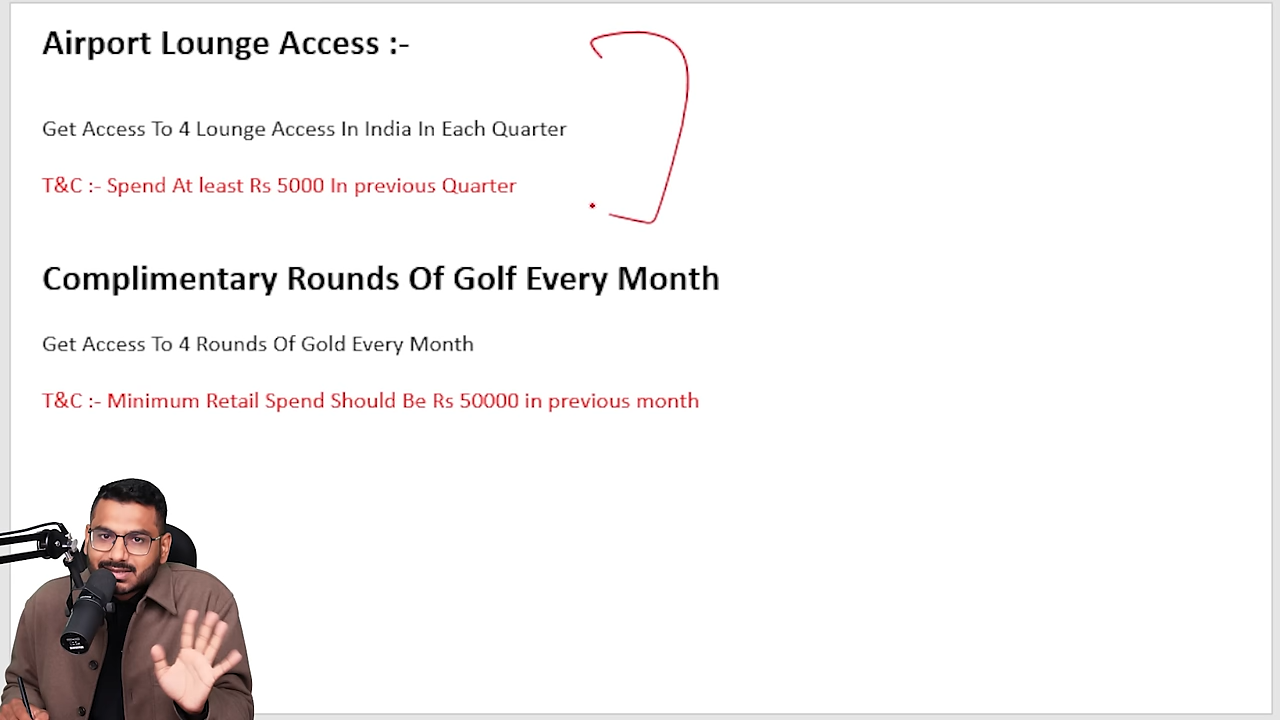 Airport Lounge Access :-
Get Access To 4 Lounge Access In India In Each Quarter
T&C :- Spend At least Rs 5000 In previous Quarter
Complimentary Rounds Of Golf Every Month
Get Access To 4 Rounds Of Gold Every Month
T&C :- Minimum Retail Spend Should Be Rs 50000 in previous month